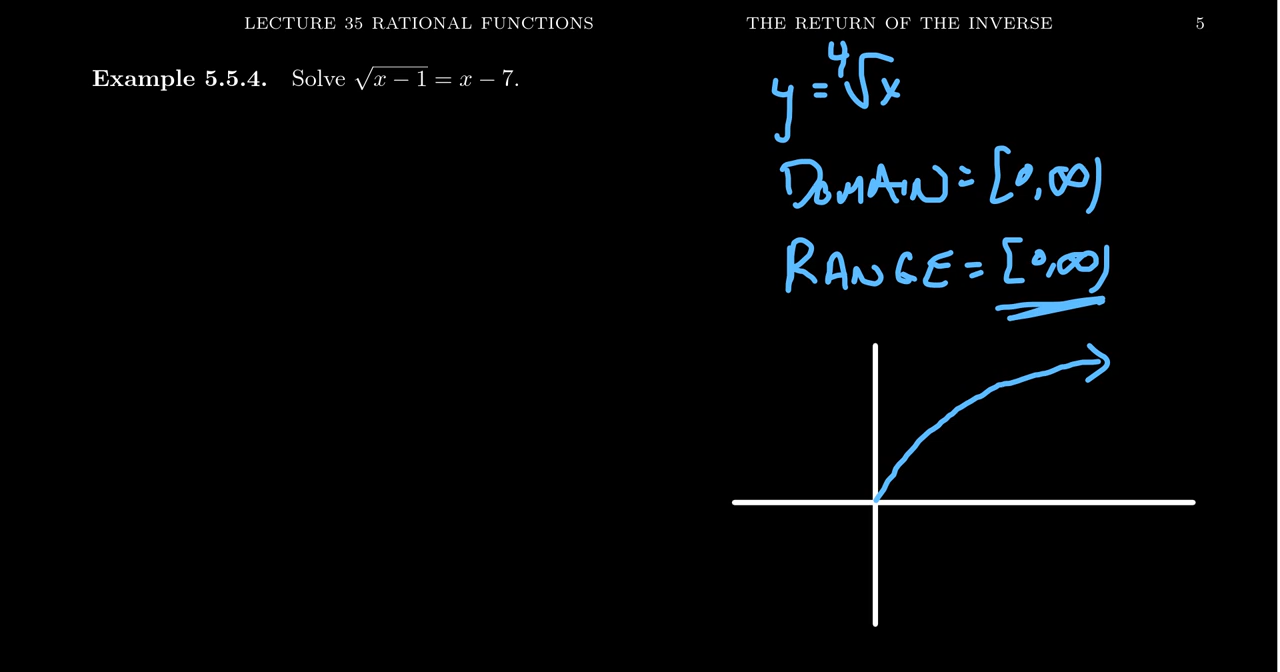 LECTURE 35 RATIONAL FUNCTIONS THE RETURN OF THE INVERSE 5
Example 5.5.4. Solve √(x − 1) = x − 7.
y = ⁴√x
DOMAIN = [0,∞)
RANGE = [0,∞)